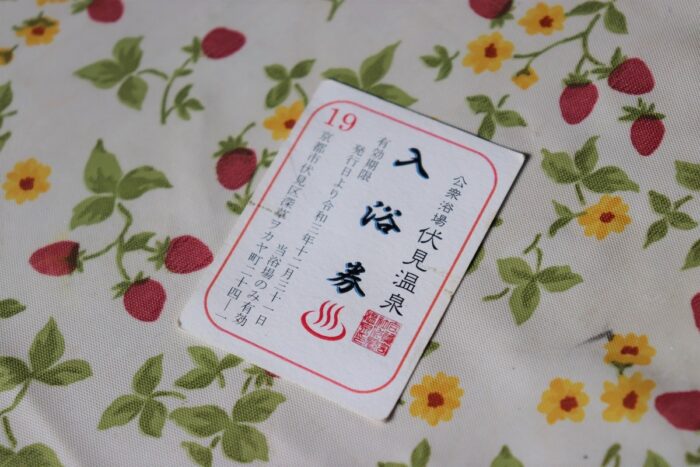 19
公衆浴場 伏見温泉
入浴券
有効期限
発行日より令和三年十二月三十一日
当浴場のみ有効
京都市伏見区深草ヲカヤ町二十四ー一